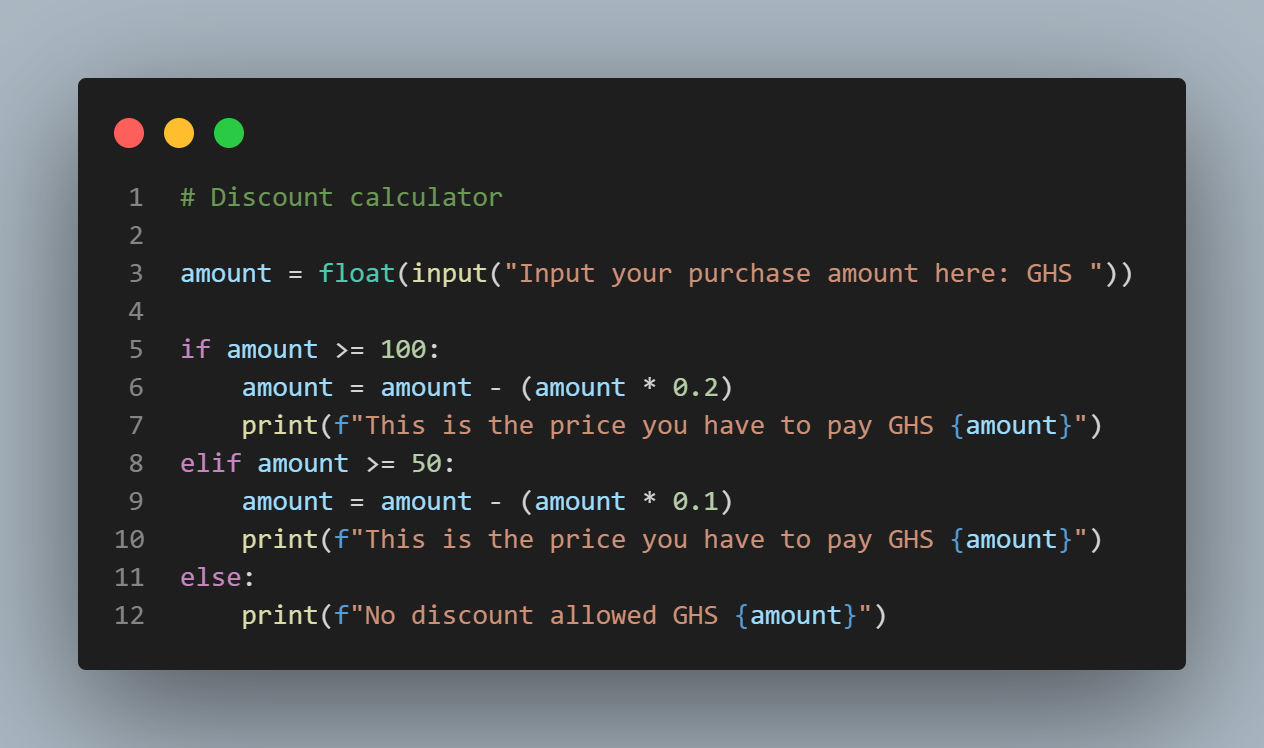 1 # Discount calculator
2
3 amount = float(input("Input your purchase amount here: GHS "))
4
5 if amount >= 100:
6     amount = amount - (amount * 0.2)
7     print(f"This is the price you have to pay GHS {amount}")
8 elif amount >= 50:
9     amount = amount - (amount * 0.1)
10     print(f"This is the price you have to pay GHS {amount}")
11 else:
12     print(f"No discount allowed GHS {amount}")